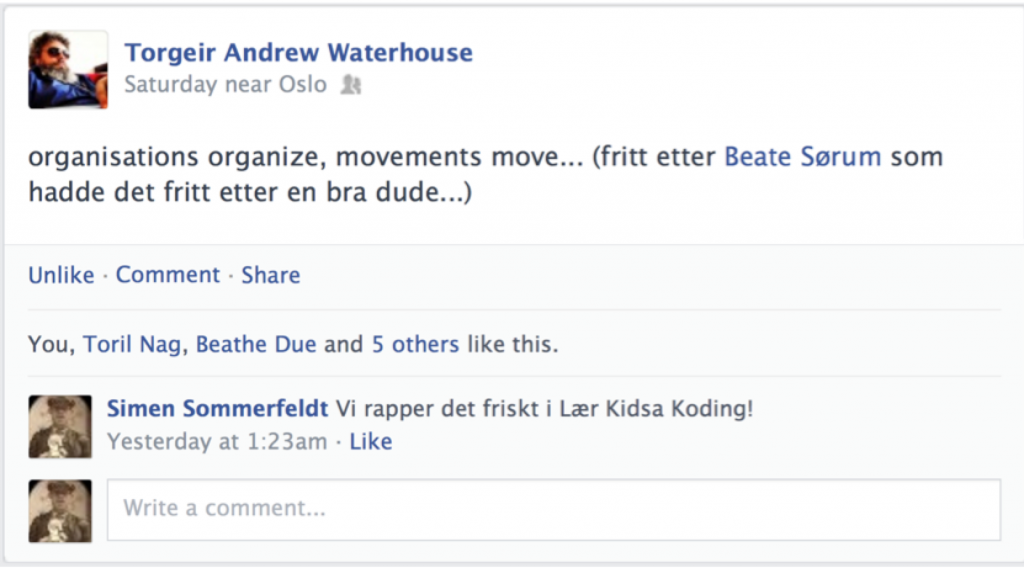 Torgeir Andrew Waterhouse
Saturday near Oslo
organisations organize, movements move... (fritt etter Beate Sørum som
hadde det fritt etter en bra dude...)
Unlike · Comment · Share
You, Toril Nag, Beathe Due and 5 others like this.
Simen Sommerfeldt Vi rapper det friskt i Lær Kidsa Koding!
Yesterday at 1:23am · Like
Write a comment...